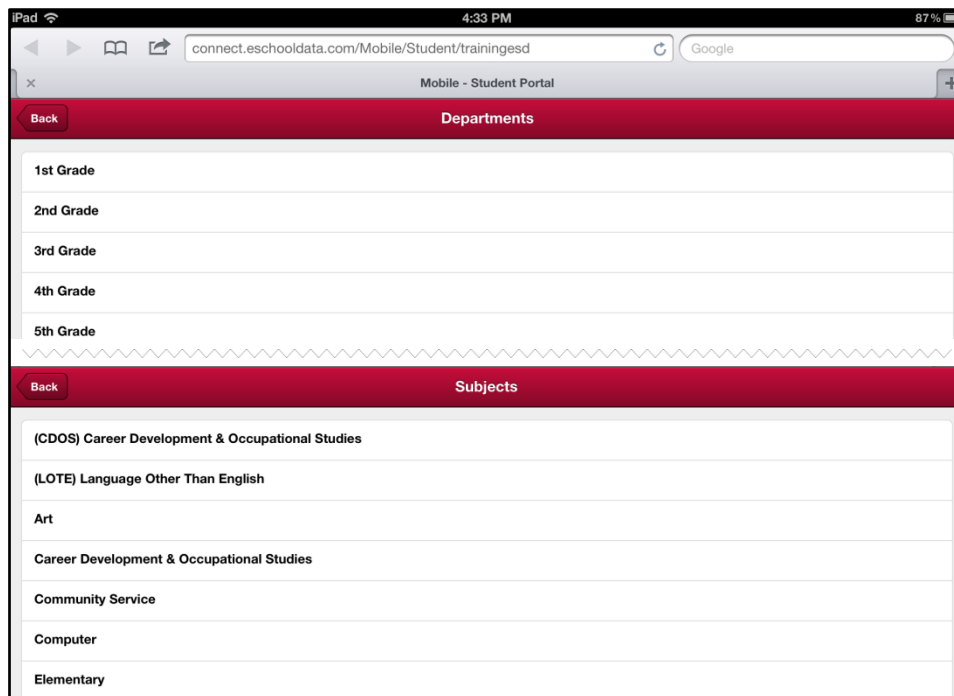 iPad 4:33 PM 87%
connect.eschooldata.com/Mobile/Student/trainingesd Google
Mobile - Student Portal
Back Departments
1st Grade
2nd Grade
3rd Grade
4th Grade
5th Grade
Back Subjects
(CDOS) Career Development & Occupational Studies
(LOTE) Language Other Than English
Art
Career Development & Occupational Studies
Community Service
Computer
Elementary